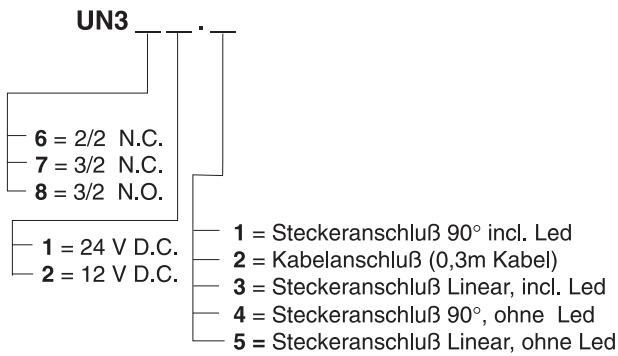 UN3 _ _ . _
6 = 2/2 N.C.
7 = 3/2 N.C.
8 = 3/2 N.O.
1 = 24 V D.C.
2 = 12 V D.C.
1 = Steckeranschluß 90° incl. Led
2 = Kabelanschluß (0,3m Kabel)
3 = Steckeranschluß Linear, incl. Led
4 = Steckeranschluß 90°, ohne Led
5 = Steckeranschluß Linear, ohne Led